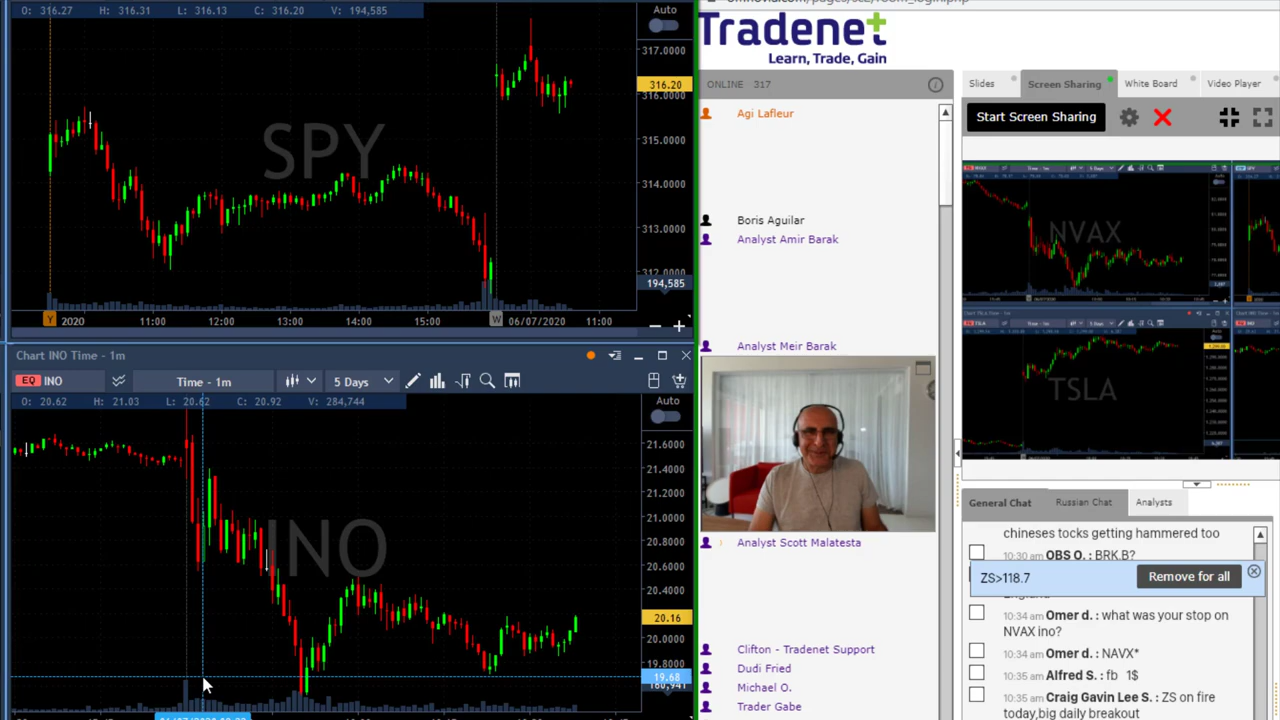 O: 316.27 H: 316.31 L: 316.13 C: 316.20 V: 194,585
Auto
317.0000
316.20
316.0000
315.0000
314.0000
313.0000
312.0000
194,585
SPY
Y 2020 11:00 12:00 13:00 14:00 15:00 W 06/07/2020 11:00
Chart INO Time - 1m
EQ INO
Time - 1m
5 Days
O: 20.62 H: 21.03 L: 20.62 C: 20.92 V: 284,744
Auto
21.6000
21.4000
21.2000
21.0000
20.8000
20.6000
20.4000
20.16
20.0000
19.8000
19.68
INO
Tradenet
Learn, Trade, Gain
ONLINE 317
Agi Lafleur
Boris Aguilar
Analyst Amir Barak
Analyst Meir Barak
Analyst Scott Malatesta
Clifton - Tradenet Support
Dudi Fried
Michael O.
Trader Gabe
Slides
Screen Sharing
White Board
Video Player
Start Screen Sharing
NVAX
SPY
TSLA
General Chat
Russian Chat
Analysts
chineses tocks getting hammered too
10:30 am OBS O. : BRK.B?
ZS>118.7
Remove for all
10:34 am Omer d. : what was your stop on
NVAX ino?
10:34 am Omer d. : NAVX*
10:35 am Alfred S. : fb 1$
10:35 am Craig Gavin Lee S. : ZS on fire
today,big daily breakout